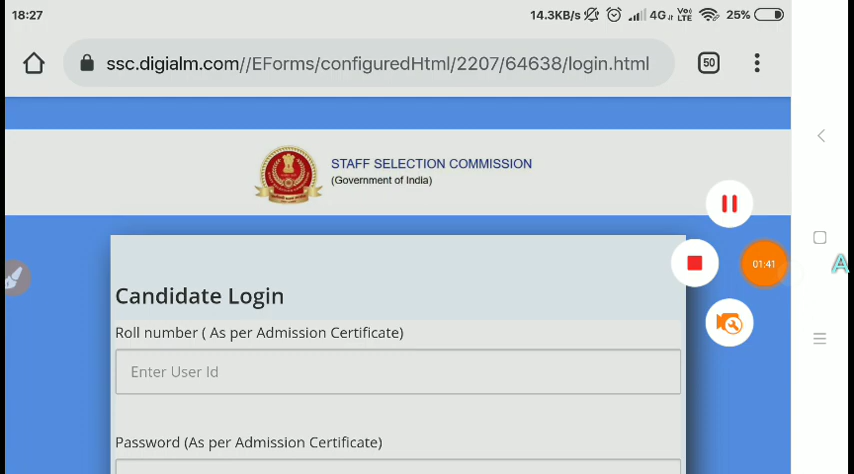 18:27 14.3KB/s 4G Vo) LTE 25%
ssc.digialm.com//EForms/configuredHtml/2207/64638/login.html 50
STAFF SELECTION COMMISSION
(Government of India)
01:41
A
Candidate Login
Roll number ( As per Admission Certificate)
Enter User Id
Password (As per Admission Certificate)